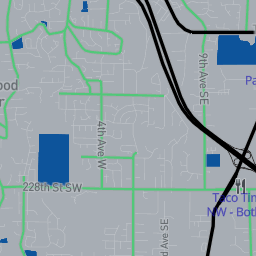 9th Ave SE
Pa
ood
r
4th Ave W
228th St SW
Taco Tim
NW - Both
d Ave SE